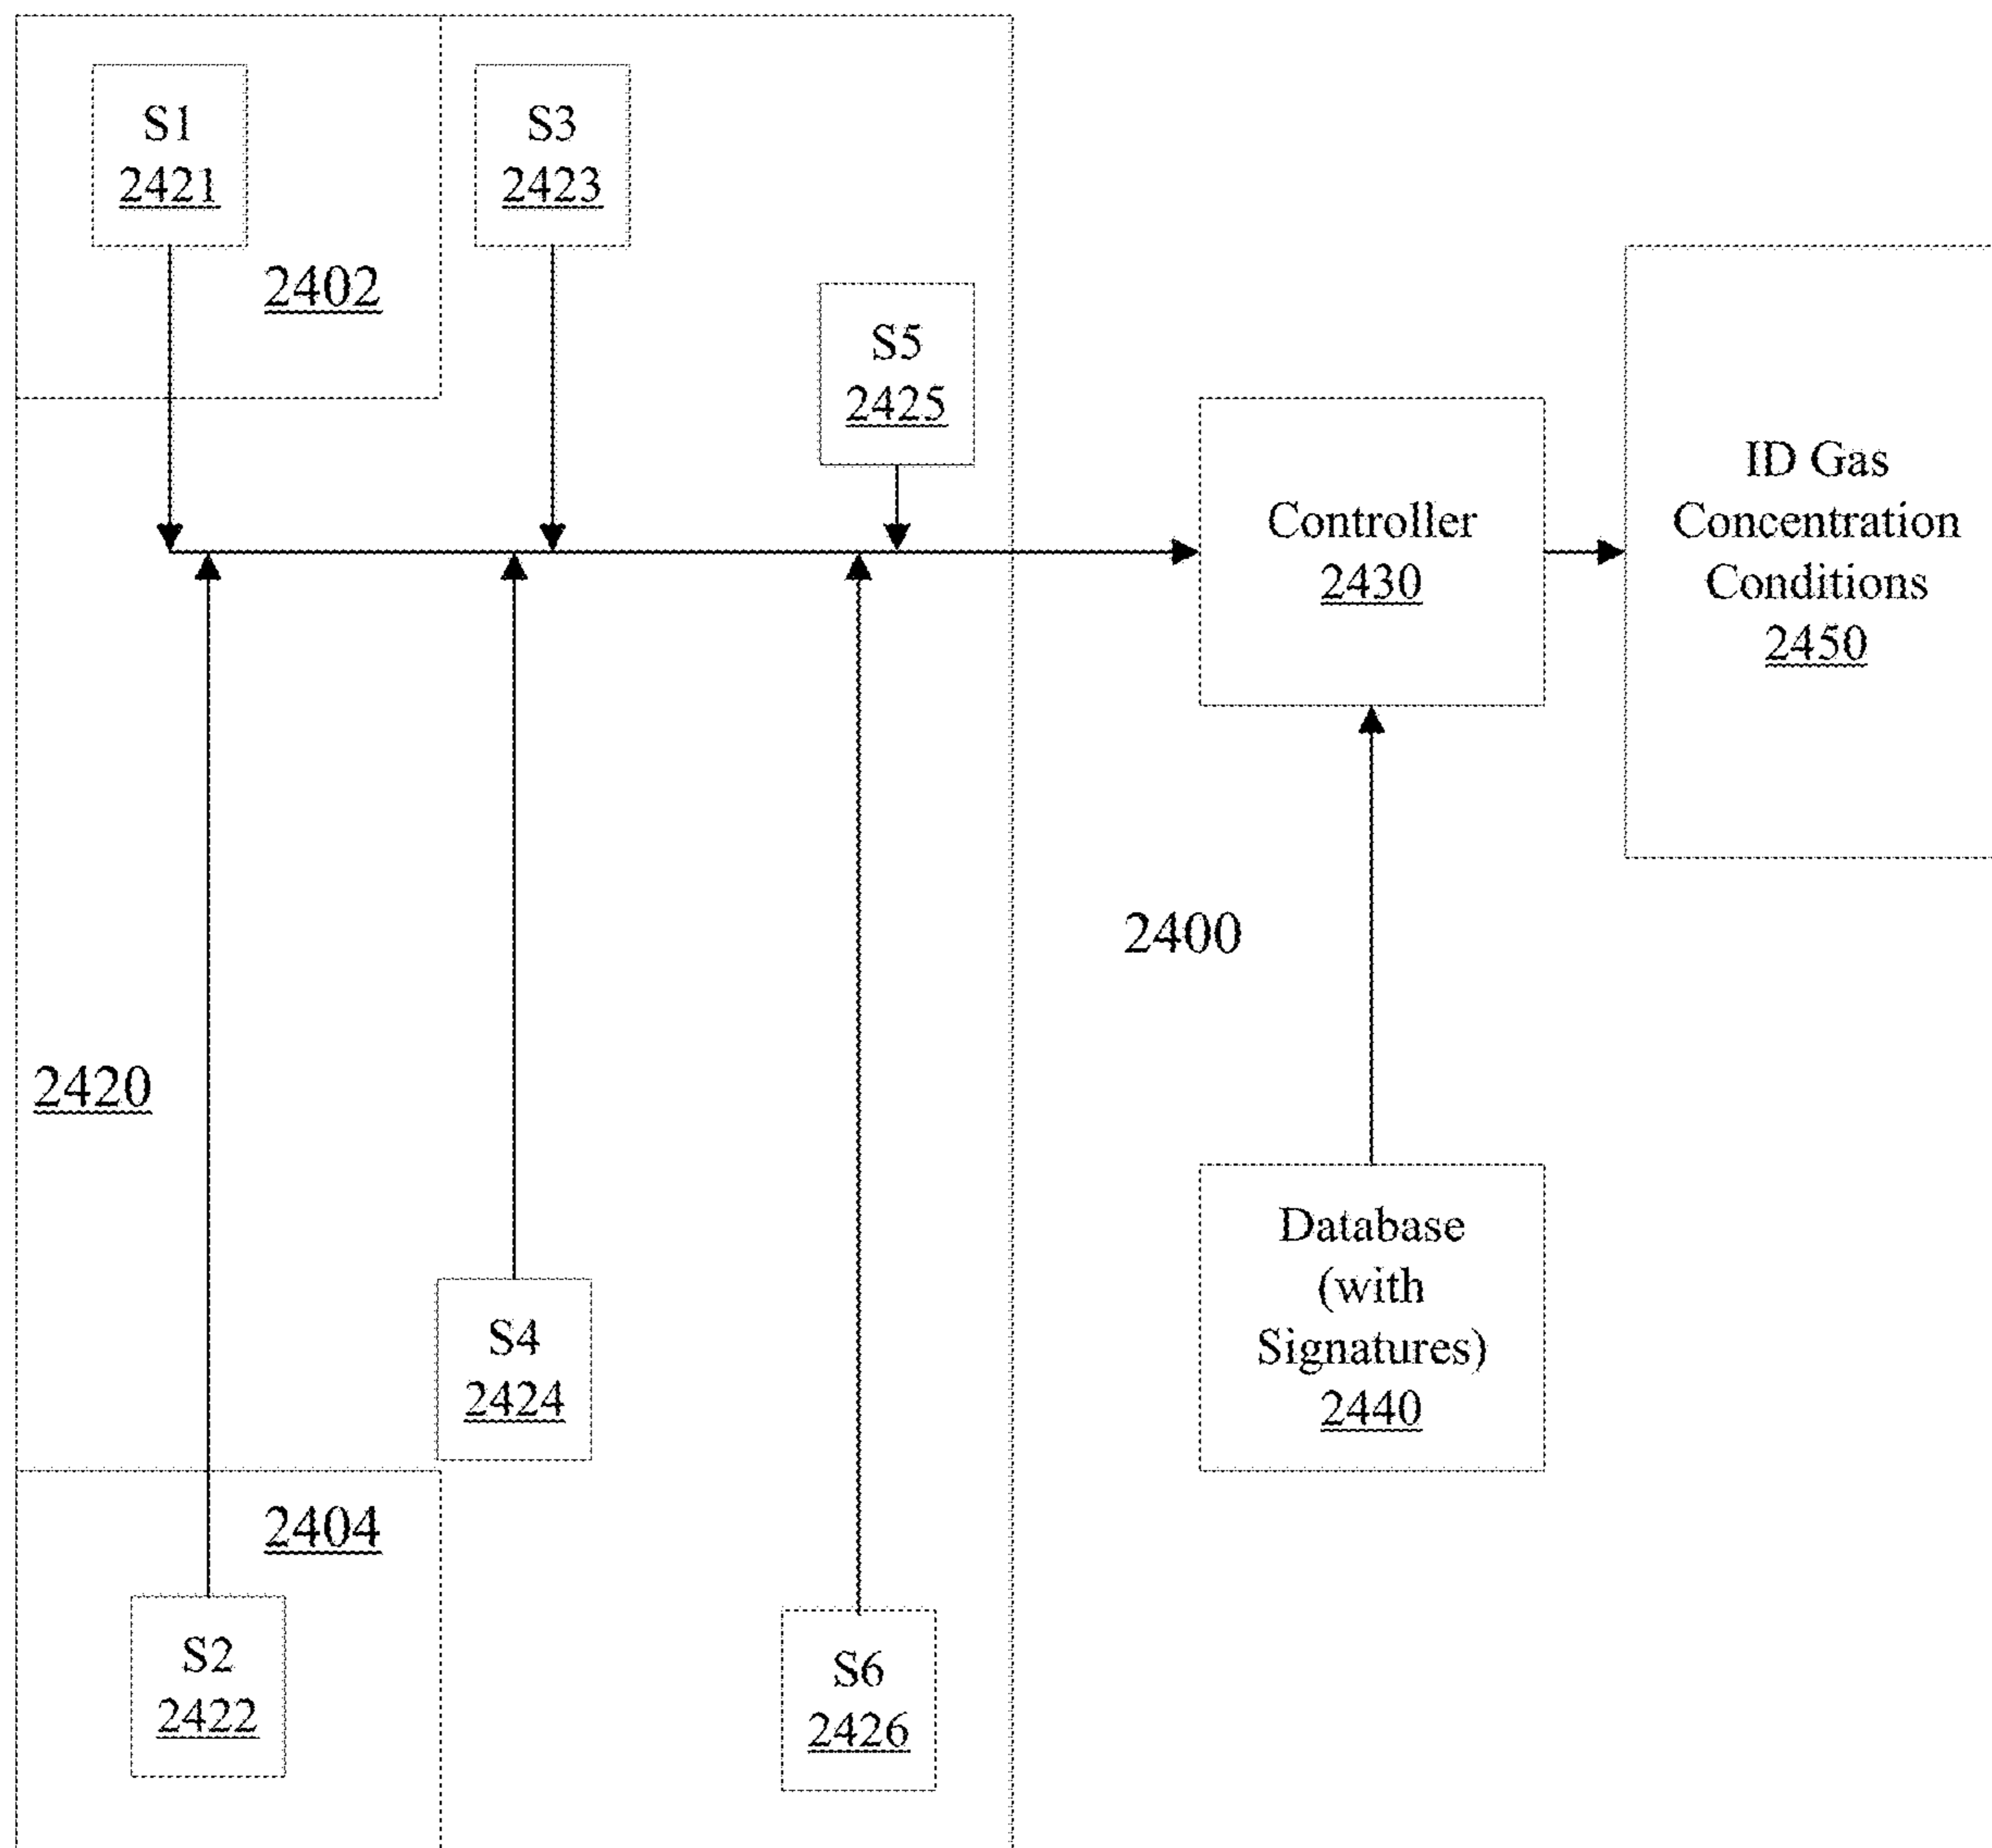 S1
2421
S3
2423
2402
S5
2425
Controller
2430
ID Gas
Concentration
Conditions
2450
2400
2420
S4
2424
Database
(with
Signatures)
2440
2404
S2
2422
S6
2426